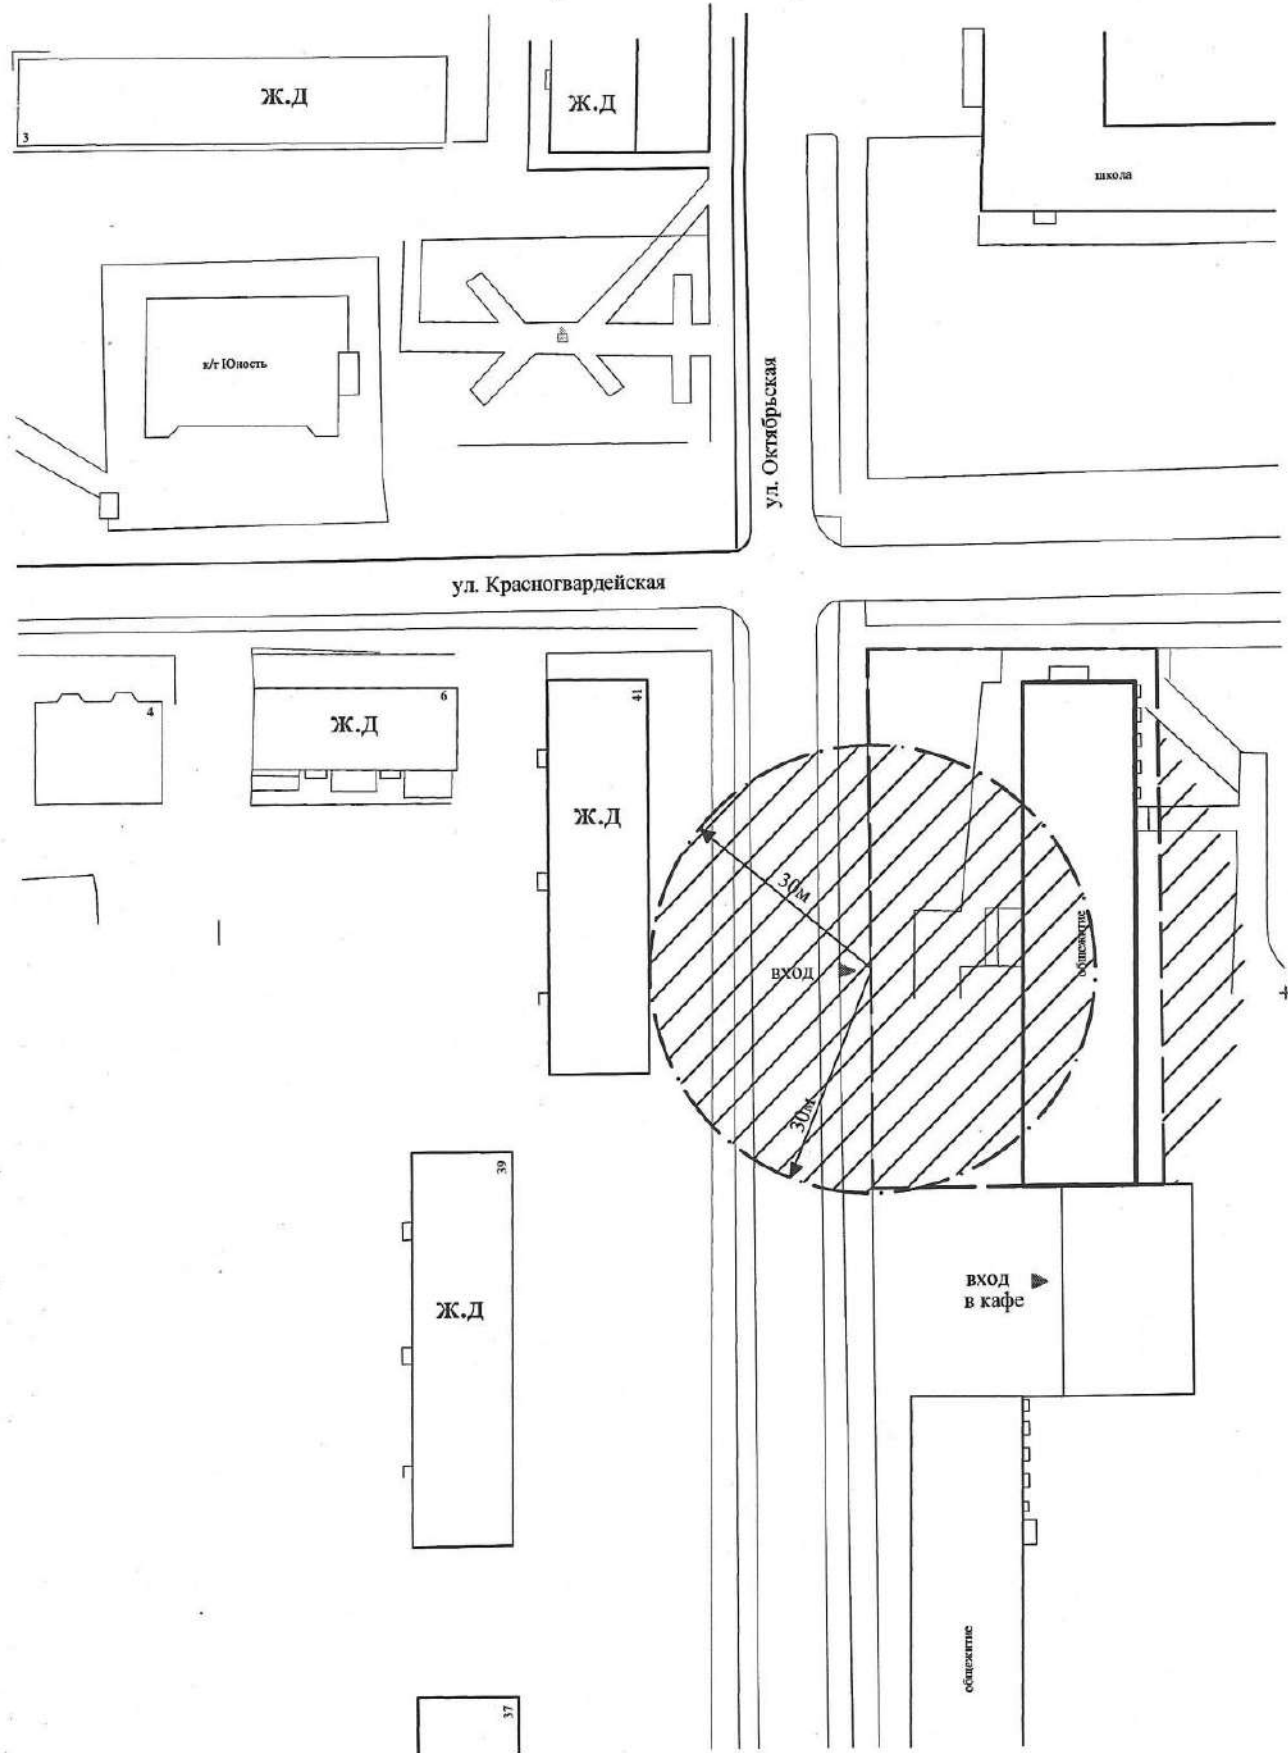 Ж.Д
3
Ж.Д
школа
к/т Юность
ул. Октябрьская
ул. Красногвардейская
4
6
Ж.Д
41
Ж.Д
30м
вход
общежитие
30м
39
Ж.Д
вход
в кафе
общежитие
37